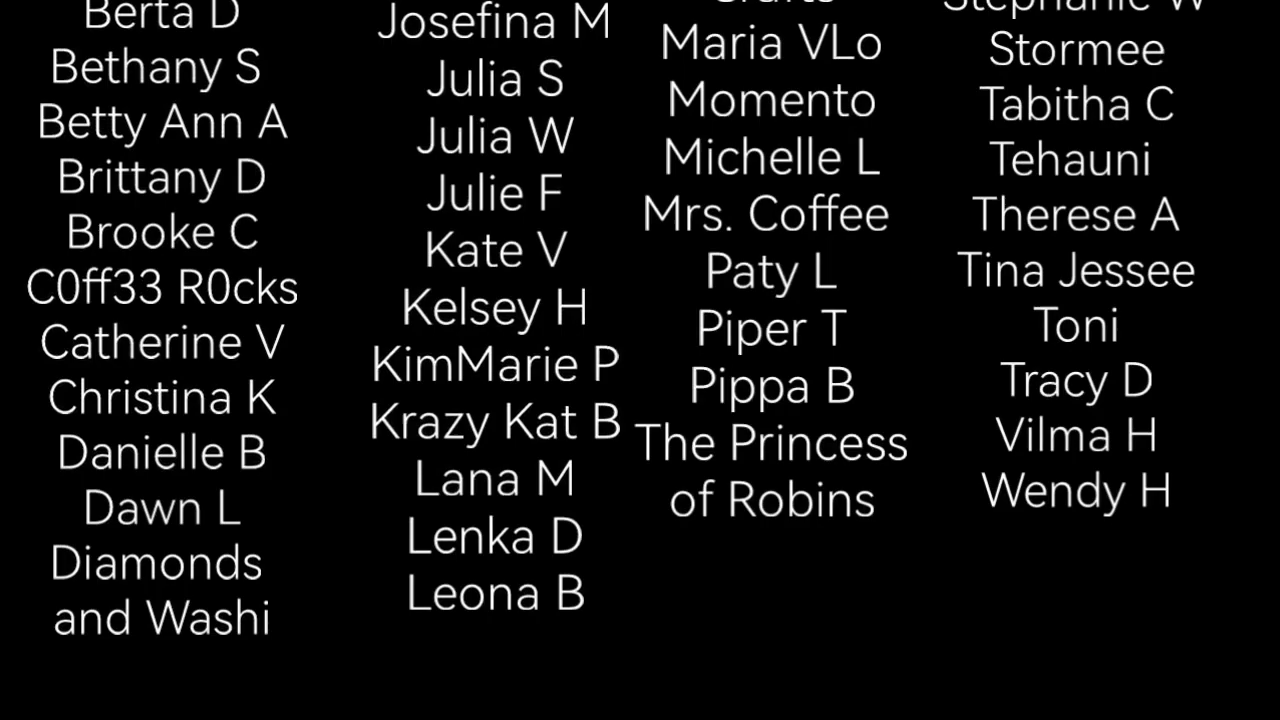 Berta D
Bethany S
Betty Ann A
Brittany D
Brooke C
C0ff33 R0cks
Catherine V
Christina K
Danielle B
Dawn L
Diamonds
and Washi
Josefina M
Julia S
Julia W
Julie F
Kate V
Kelsey H
KimMarie P
Krazy Kat B
Lana M
Lenka D
Leona B
Crafts
Maria VLo
Momento
Michelle L
Mrs. Coffee
Paty L
Piper T
Pippa B
The Princess
of Robins
Stephanie W
Stormee
Tabitha C
Tehauni
Therese A
Tina Jessee
Toni
Tracy D
Vilma H
Wendy H